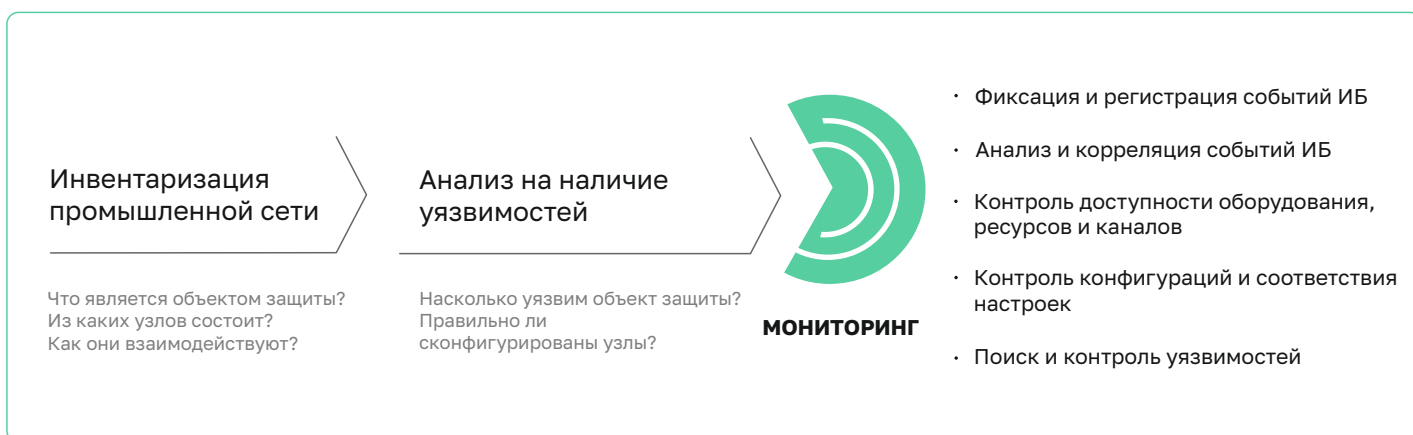 Инвентаризация
промышленной сети
Что является объектом защиты?
Из каких узлов состоит?
Как они взаимодействуют?
Анализ на наличие
уязвимостей
Насколько уязвим объект защиты?
Правильно ли
сконфигурированы узлы?
МОНИТОРИНГ
· Фиксация и регистрация событий ИБ
· Анализ и корреляция событий ИБ
· Контроль доступности оборудования,
ресурсов и каналов
· Контроль конфигураций и соответствия
настроек
· Поиск и контроль уязвимостей